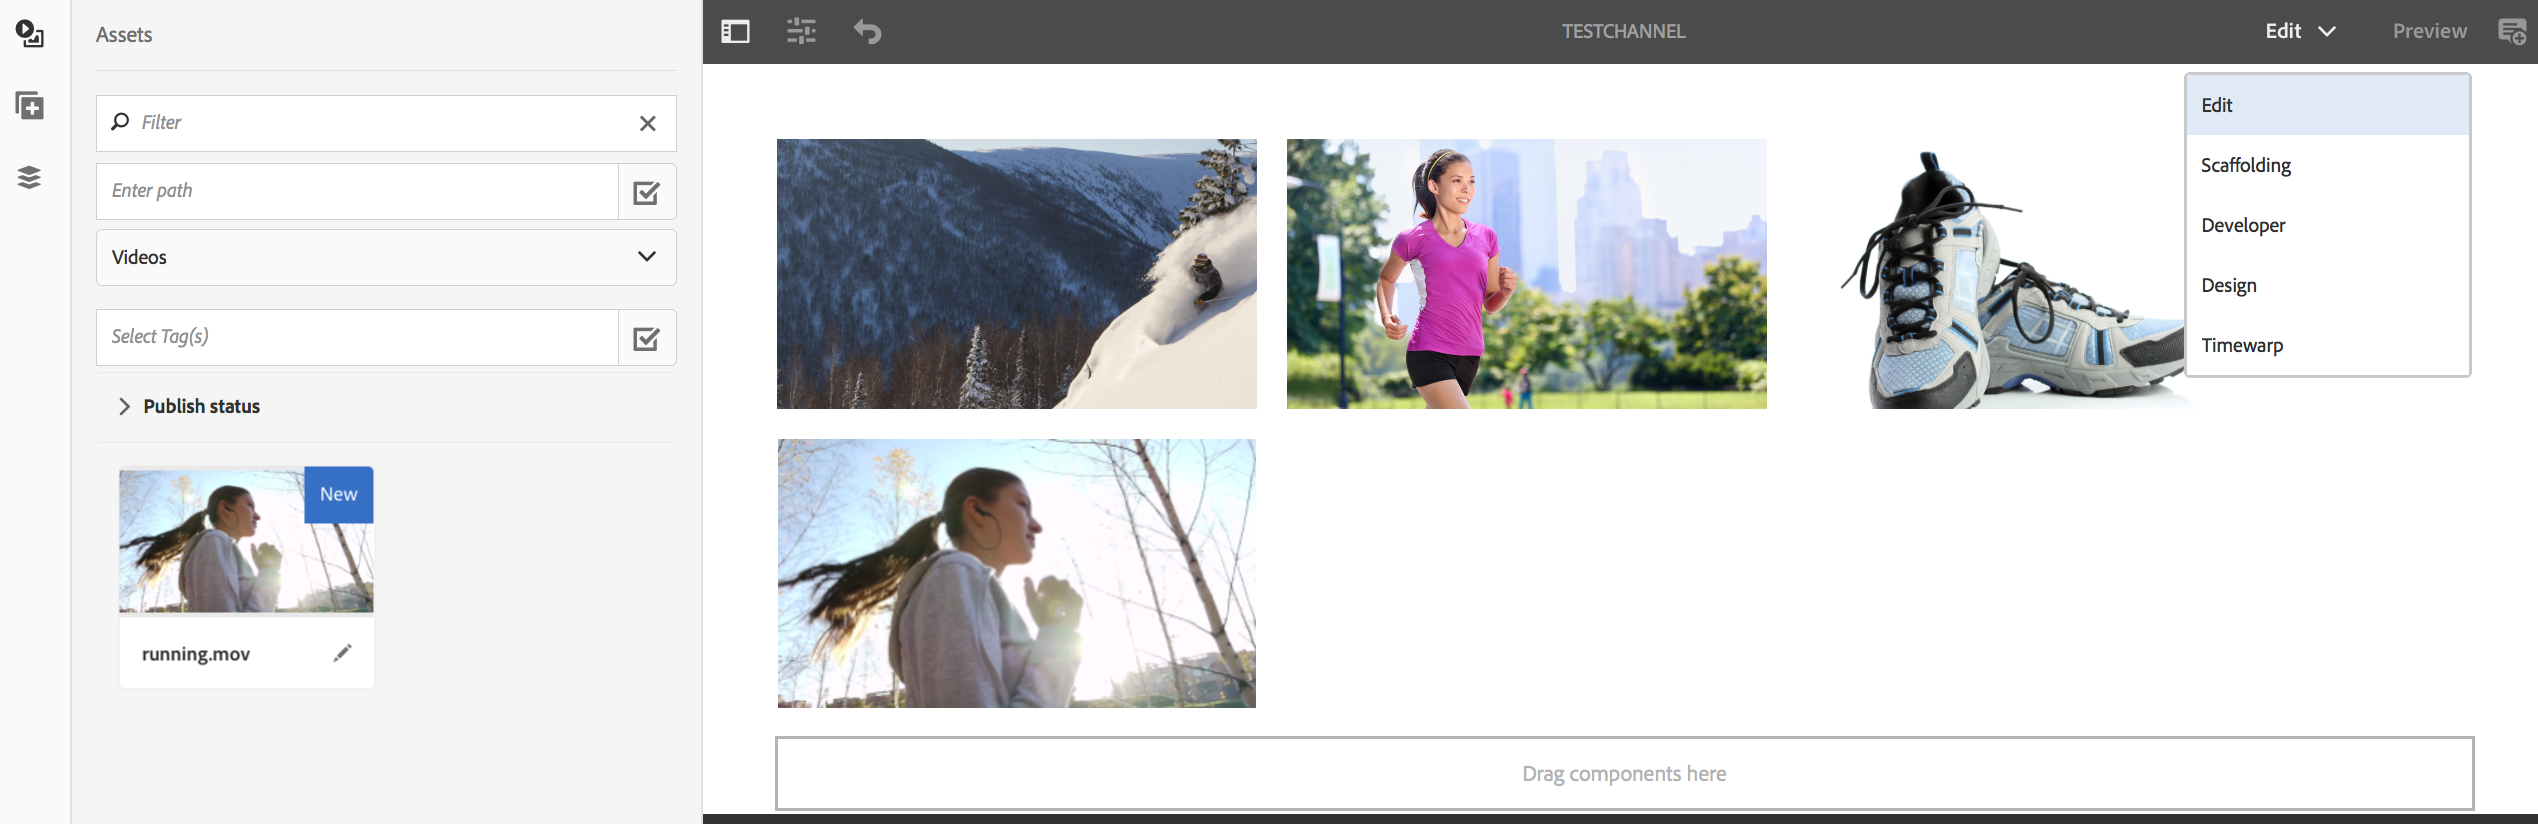 Assets
Filter
Enter path
Videos
Select Tag(s)
Publish status
New
running.mov
TESTCHANNEL
Edit
Preview
Edit
Scaffolding
Developer
Design
Timewarp
Drag components here